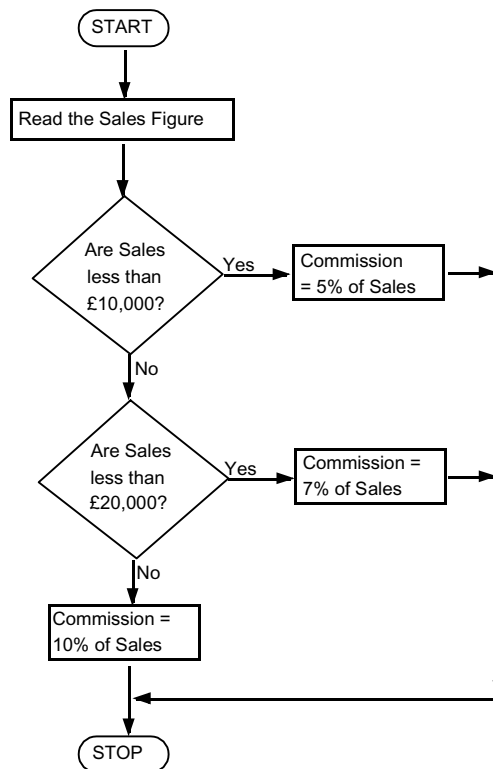 START
Read the Sales Figure
Are Sales
less than
£10,000?
Yes
Commission
= 5% of Sales
No
Are Sales
less than
£20,000?
Yes
Commission =
7% of Sales
No
Commission =
10% of Sales
STOP